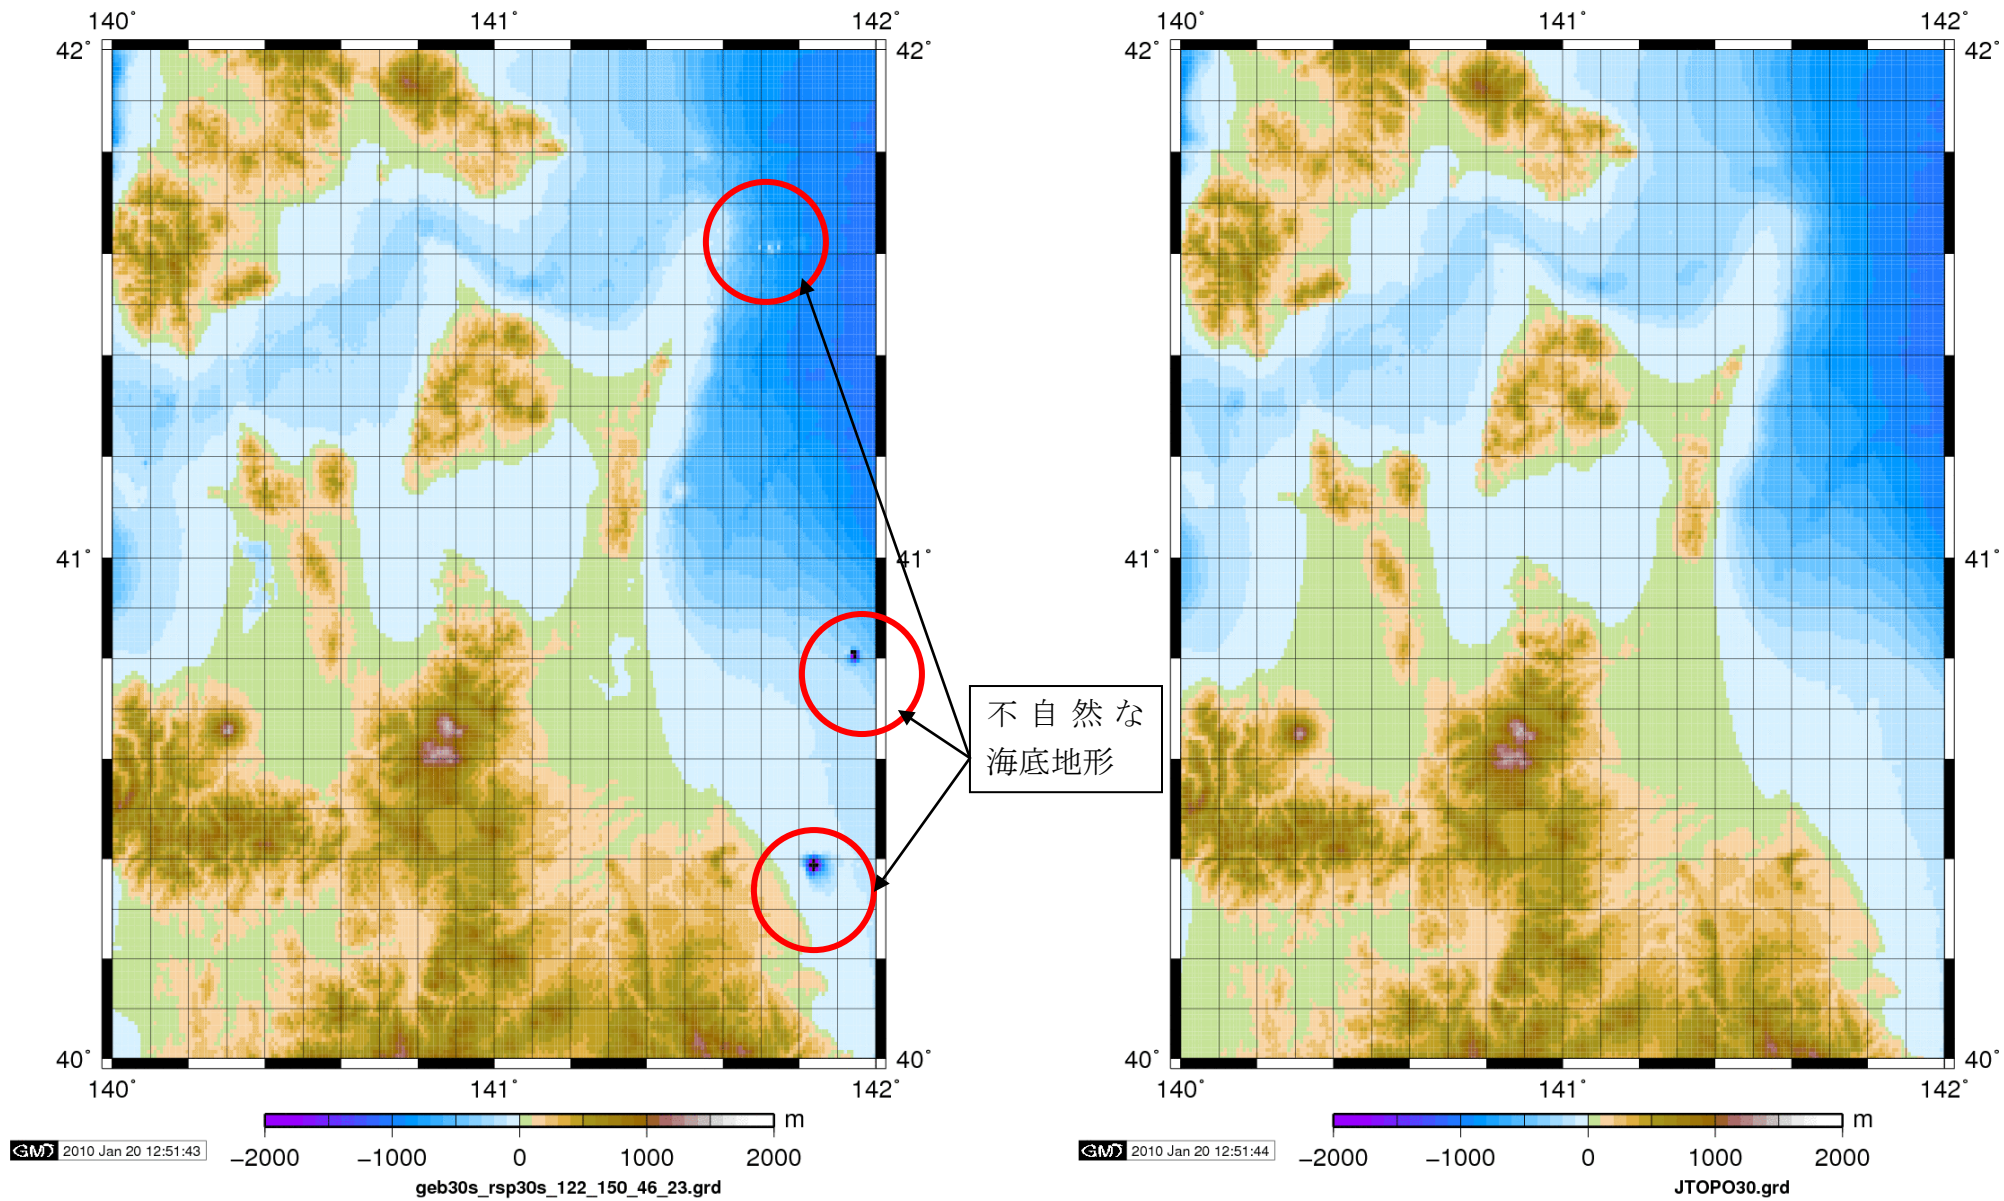 140° 141° 142°
42° 42°
41° 41°
40° 40°
140° 141° 142°
m
−2000 −1000 0 1000 2000
GMT 2010 Jan 20 12:51:43
geb30s_rsp30s_122_150_46_23.grd
不自然な
海底地形
140° 141° 142°
42° 42°
41° 41°
40° 40°
140° 141° 142°
m
−2000 −1000 0 1000 2000
GMT 2010 Jan 20 12:51:44
JTOPO30.grd